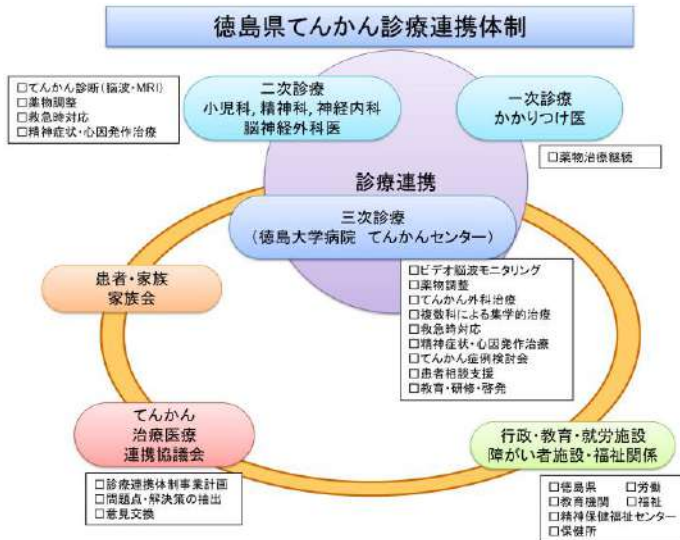 徳島県てんかん診療連携体制
□てんかん診断(脳波・MRI)
□薬物調整
□救急時対応
□精神症状・心因発作治療
二次診療
小児科, 精神科, 神経内科
脳神経外科医
一次診療
かかりつけ医
□薬物治療継続
診療連携
三次診療
(徳島大学病院 てんかんセンター)
□ビデオ脳波モニタリング
□薬物調整
□てんかん外科治療
□複数科による集学的治療
□救急時対応
□精神症状・心因発作治療
□てんかん症例検討会
□患者相談支援
□教育・研修・啓発
患者・家族
家族会
てんかん
治療医療
連携協議会
□診療連携体制事業計画
□問題点・解決策の抽出
□意見交換
行政・教育・就労施設
障がい者施設・福祉関係
□徳島県 □労働
□教育機関 □福祉
□精神保健福祉センター
□保健所